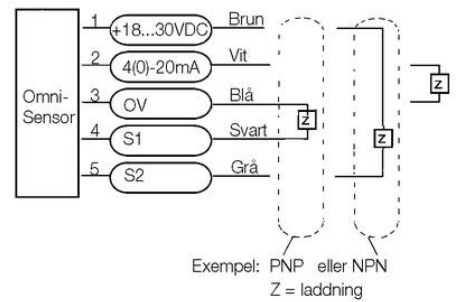 1 +18...30VDC Brun
2 4(0)-20mA Vit
Z
Omni-
Sensor
3 OV Blå
Z
4 S1 Svart
Z
5 S2 Grå
Exempel: PNP eller NPN
Z = laddning